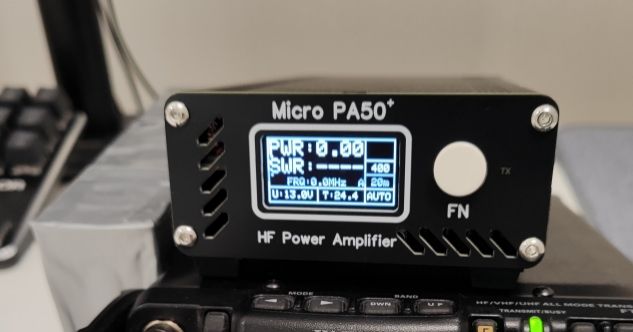 Micro PA50+
PWR:0.00
SWR:----
400
FRQ:0.0MHz A 20m
U:13.0V T:24.4 AUTO
TX
FN
HF Power Amplifier
MODE
BAND
DWN
UP
HF/VHF/UHF ALL MODE TRANS
TRANSMIT/BUSY
F